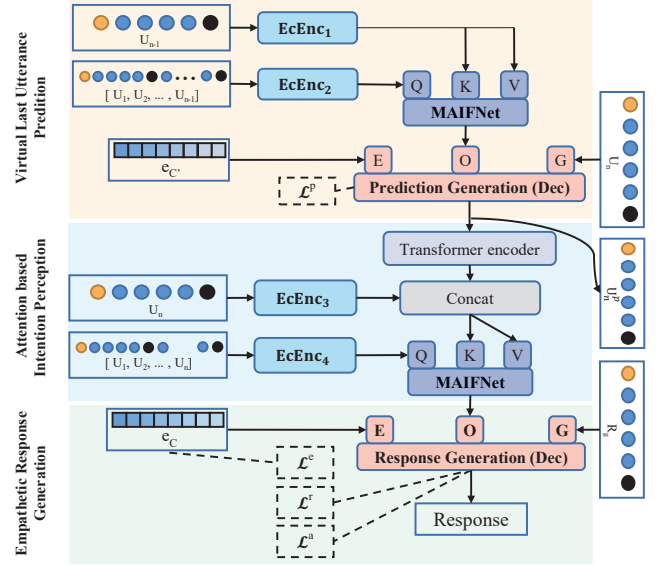 Virtual Last Utterance
Predition
U_{n-1}
EcEnc_1
[ U_1, U_2, ... , U_{n-1}]
EcEnc_2
Q
K
V
MAIFNet
e_{C'}
E
O
G
Prediction Generation (Dec)
ℒ^p
U_n
Attention based
Intention Perception
Transformer encoder
U_n^p
U_n
EcEnc_3
Concat
[ U_1, U_2, ... , U_n]
EcEnc_4
Q
K
V
MAIFNet
Empathetic Response
Generation
e_C
E
O
G
R_g
Response Generation (Dec)
ℒ^e
ℒ^r
ℒ^a
Response